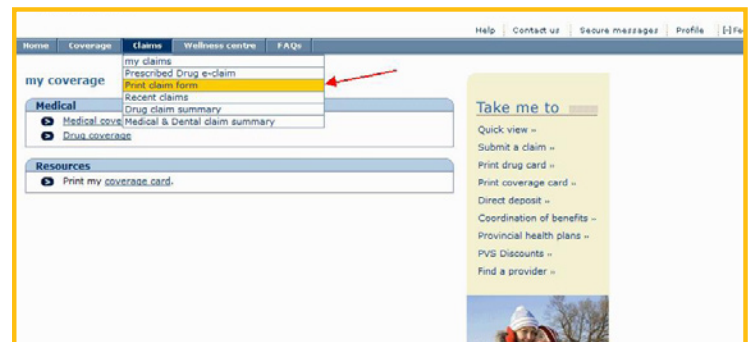 Help Contact us Secure messages Profile [-] Fe
Home Coverage Claims Wellness centre FAQs
my claims
Prescribed Drug e-claim
Print claim form
Recent claims
Drug claim summary
Medical & Dental claim summary
my coverage
Medical
Medical cove
Drug coverage
Resources
Print my coverage card.
Take me to
Quick view »
Submit a claim »
Print drug card »
Print coverage card »
Direct deposit »
Coordination of benefits »
Provincial health plans »
PVS Discounts »
Find a provider »